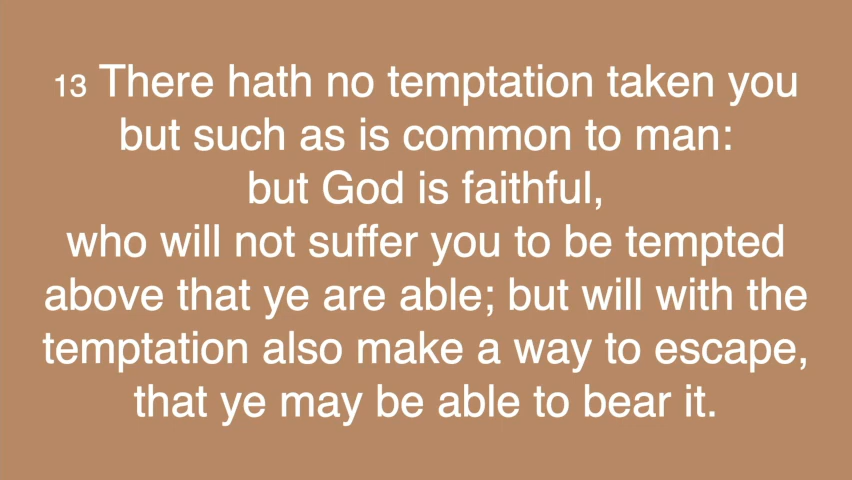 13 There hath no temptation taken you
but such as is common to man:
but God is faithful,
who will not suffer you to be tempted
above that ye are able; but will with the
temptation also make a way to escape,
that ye may be able to bear it.